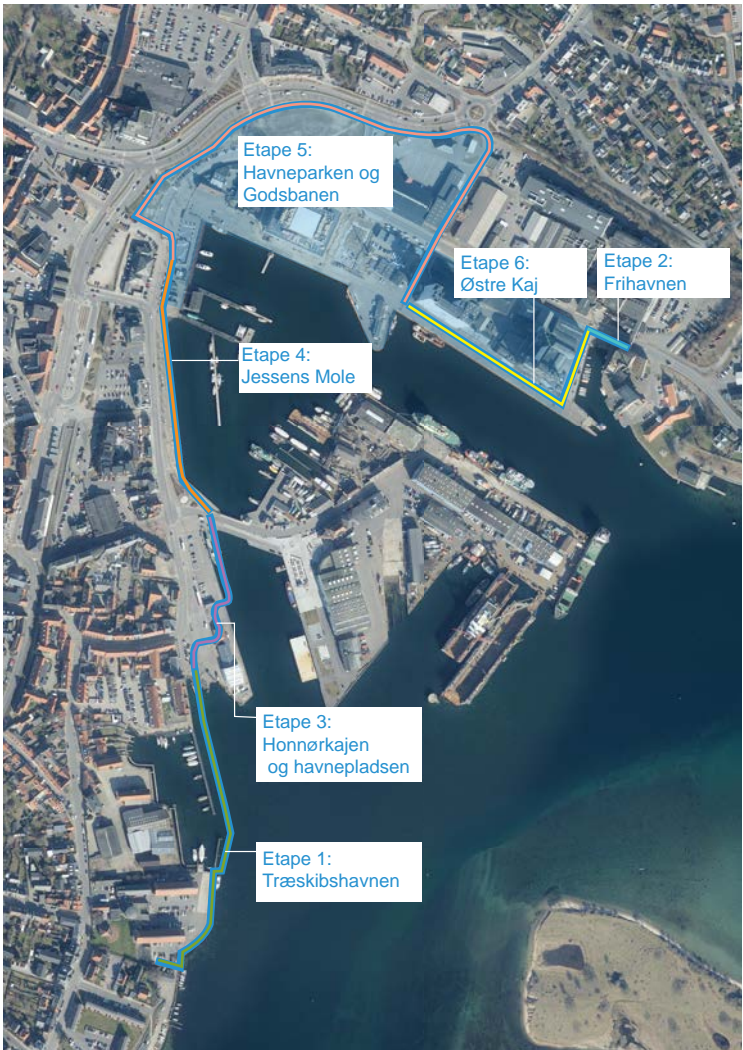 Etape 5:
Havneparken og
Godsbanen
Etape 6:
Østre Kaj
Etape 2:
Frihavnen
Etape 4:
Jessens Mole
Etape 3:
Honnørkajen
og havnepladsen
Etape 1:
Træskibshavnen